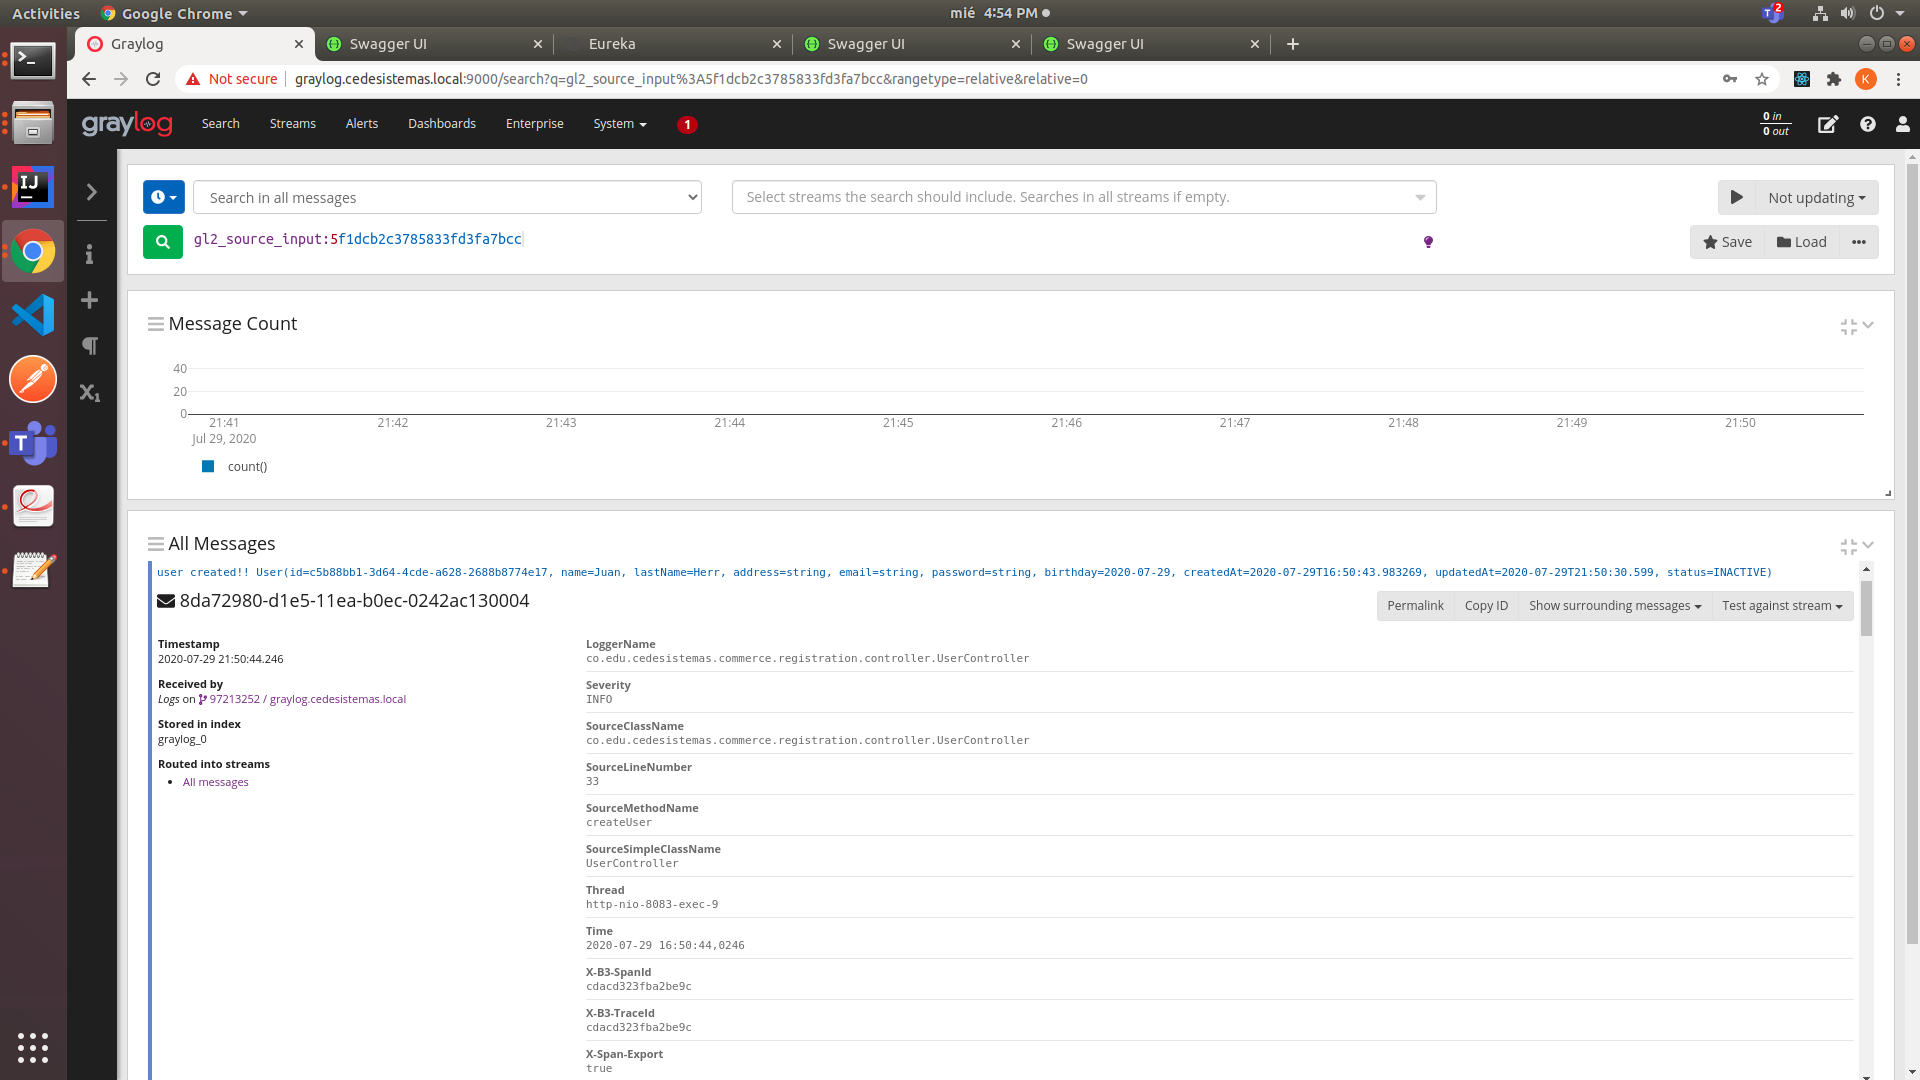 Activities
Google Chrome
mié 4:54 PM
2
Graylog
Swagger UI
Eureka
Swagger UI
Swagger UI
Not secure
graylog.cedesistemas.local:9000/search?q=gl2_source_input%3A5f1dcb2c3785833fd3fa7bcc&rangetype=relative&relative=0
K
graylog
Search
Streams
Alerts
Dashboards
Enterprise
System
1
0 in
0 out
Search in all messages
Select streams the search should include. Searches in all streams if empty.
Not updating
gl2_source_input:5f1dcb2c3785833fd3fa7bcc
Save
Load
Message Count
40
20
0
21:41
21:42
21:43
21:44
21:45
21:46
21:47
21:48
21:49
21:50
Jul 29, 2020
count()
All Messages
user created!! User(id=c5b88bb1-3d64-4cde-a628-2688b8774e17, name=Juan, lastName=Herr, address=string, email=string, password=string, birthday=2020-07-29, createdAt=2020-07-29T16:50:43.983269, updatedAt=2020-07-29T21:50:30.599, status=INACTIVE)
8da72980-d1e5-11ea-b0ec-0242ac130004
Permalink
Copy ID
Show surrounding messages
Test against stream
Timestamp
2020-07-29 21:50:44.246
Received by
Logs on 97213252 / graylog.cedesistemas.local
Stored in index
graylog_0
Routed into streams
All messages
LoggerName
co.edu.cedesistemas.commerce.registration.controller.UserController
Severity
INFO
SourceClassName
co.edu.cedesistemas.commerce.registration.controller.UserController
SourceLineNumber
33
SourceMethodName
createUser
SourceSimpleClassName
UserController
Thread
http-nio-8083-exec-9
Time
2020-07-29 16:50:44,0246
X-B3-SpanId
cdacd323fba2be9c
X-B3-TraceId
cdacd323fba2be9c
X-Span-Export
true